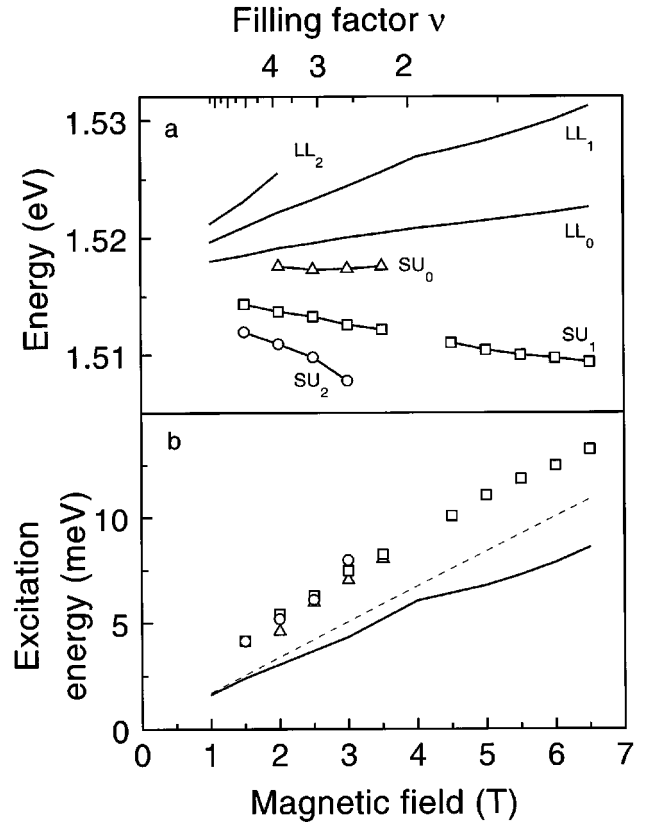 Filling factor ν
4 3 2
a
1.53
1.52
1.51
Energy (eV)
LL2
LL1
LL0
SU0
SU1
SU2
b
10
5
0
Excitation
energy (meV)
0 1 2 3 4 5 6 7
Magnetic field (T)